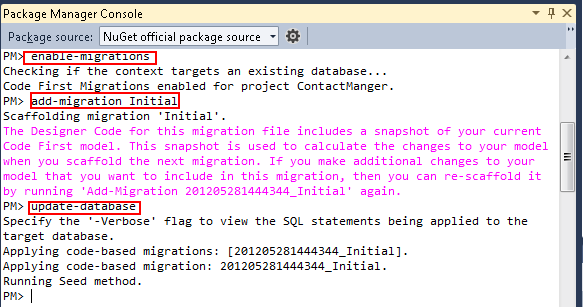 Package Manager Console
Package source: NuGet official package source
PM> enable-migrations
Checking if the context targets an existing database...
Code First Migrations enabled for project ContactManger.
PM> add-migration Initial
Scaffolding migration 'Initial'.
The Designer Code for this migration file includes a snapshot of your current
Code First model. This snapshot is used to calculate the changes to your model
when you scaffold the next migration. If you make additional changes to your
model that you want to include in this migration, then you can re-scaffold it
by running 'Add-Migration 201205281444344_Initial' again.
PM> update-database
Specify the '-Verbose' flag to view the SQL statements being applied to the
target database.
Applying code-based migrations: [201205281444344_Initial].
Applying code-based migration: 201205281444344_Initial.
Running Seed method.
PM>